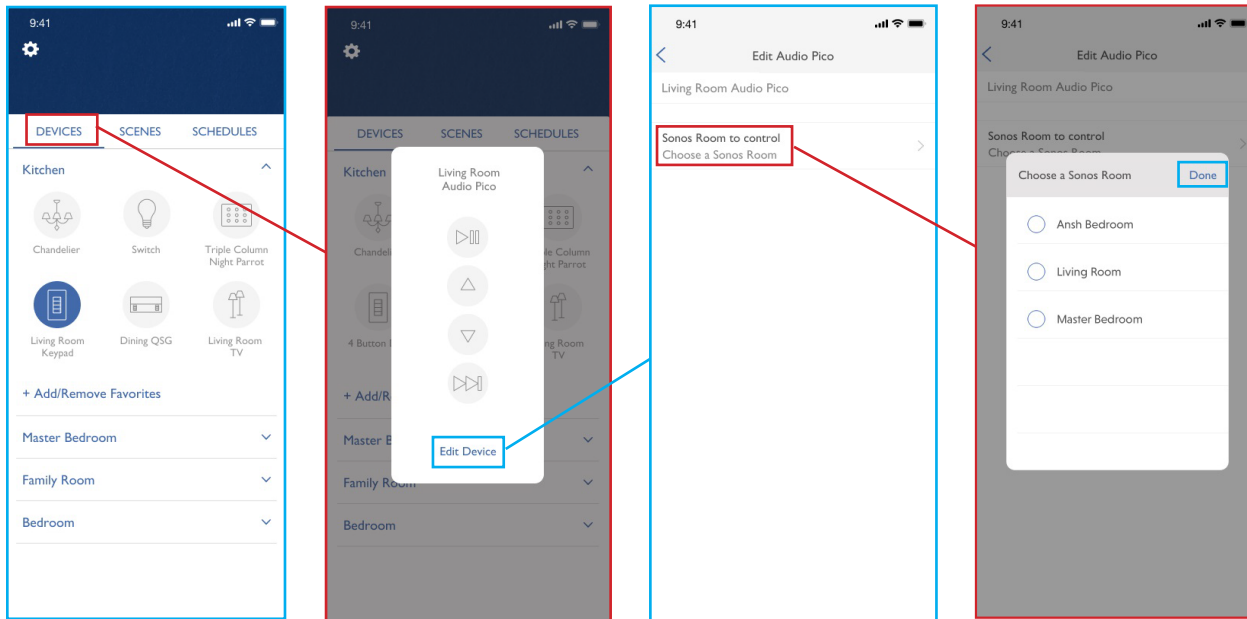 9:41
DEVICES SCENES SCHEDULES
Kitchen
Chandelier Switch Triple Column
Night Parrot
Living Room Dining QSG Living Room
Keypad TV
+ Add/Remove Favorites
Master Bedroom
Family Room
Bedroom
9:41
DEVICES SCENES SCHEDULES
Kitchen
Living Room
Audio Pico
Chandeli le Column
ght Parrot
4 Button ng Room
TV
+ Add/R
Master B
Edit Device
Family Room
Bedroom
9:41
Edit Audio Pico
Living Room Audio Pico
Sonos Room to control
Choose a Sonos Room
9:41
Edit Audio Pico
Living Room Audio Pico
Sonos Room to control
Choose a Sonos Room
Choose a Sonos Room Done
Ansh Bedroom
Living Room
Master Bedroom